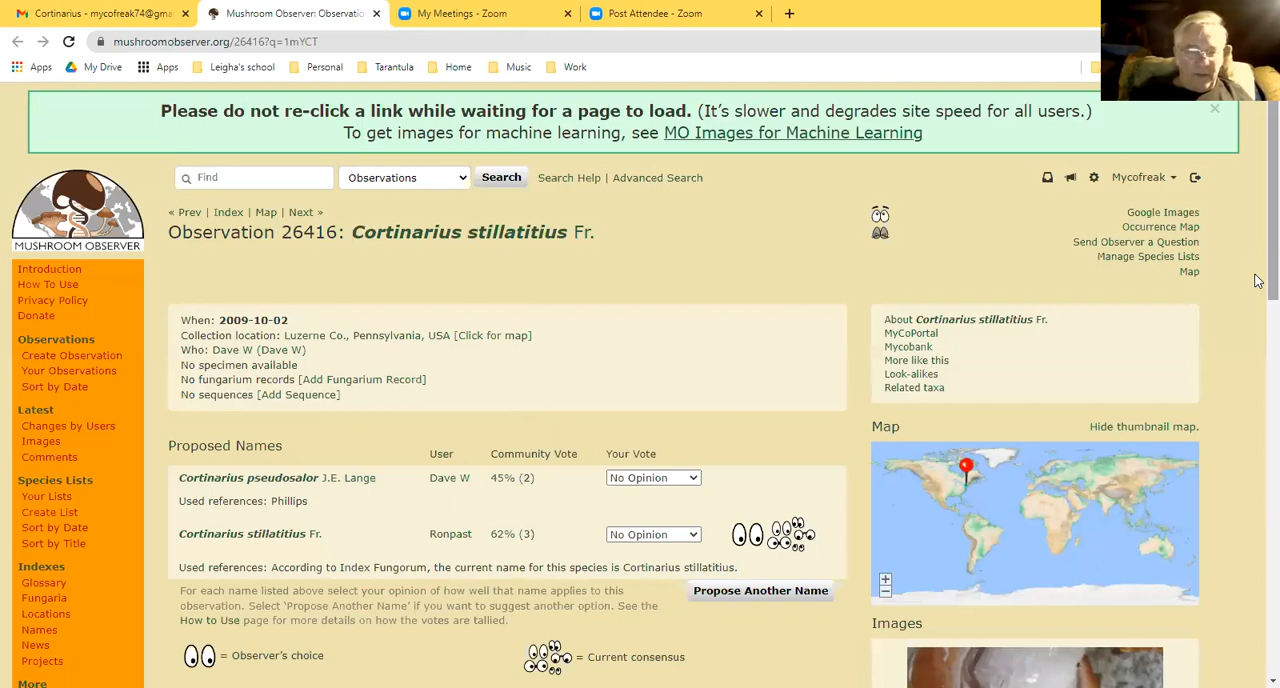 Cortinarius - mycofreak74@gma
Mushroom Observer: Observatio
My Meetings - Zoom
Post Attendee - Zoom
mushroomobserver.org/26416?q=1mYCT
Apps
My Drive
Apps
Leigha's school
Personal
Tarantula
Home
Music
Work
Please do not re-click a link while waiting for a page to load. (It's slower and degrades site speed for all users.)
To get images for machine learning, see MO Images for Machine Learning
MUSHROOM OBSERVER
Find
Observations
Search
Search Help | Advanced Search
Mycofreak
« Prev | Index | Map | Next »
Observation 26416: Cortinarius stillatitius Fr.
Google Images
Occurrence Map
Send Observer a Question
Manage Species Lists
Map
Introduction
How To Use
Privacy Policy
Donate
Observations
Create Observation
Your Observations
Sort by Date
Latest
Changes by Users
Images
Comments
Species Lists
Your Lists
Create List
Sort by Date
Sort by Title
Indexes
Glossary
Fungaria
Locations
Names
News
Projects
More
When: 2009-10-02
Collection location: Luzerne Co., Pennsylvania, USA [Click for map]
Who: Dave W (Dave W)
No specimen available
No fungarium records [Add Fungarium Record]
No sequences [Add Sequence]
Proposed Names
User
Community Vote
Your Vote
Cortinarius pseudosalor J.E. Lange
Dave W
45% (2)
No Opinion
Used references: Phillips
Cortinarius stillatitius Fr.
Ronpast
62% (3)
No Opinion
Used references: According to Index Fungorum, the current name for this species is Cortinarius stillatitius.
For each name listed above select your opinion of how well that name applies to this
observation. Select 'Propose Another Name' if you want to suggest another option. See the
How to Use page for more details on how the votes are tallied.
Propose Another Name
= Observer's choice
= Current consensus
About Cortinarius stillatitius Fr.
MyCoPortal
Mycobank
More like this
Look-alikes
Related taxa
Map
Hide thumbnail map.
Images